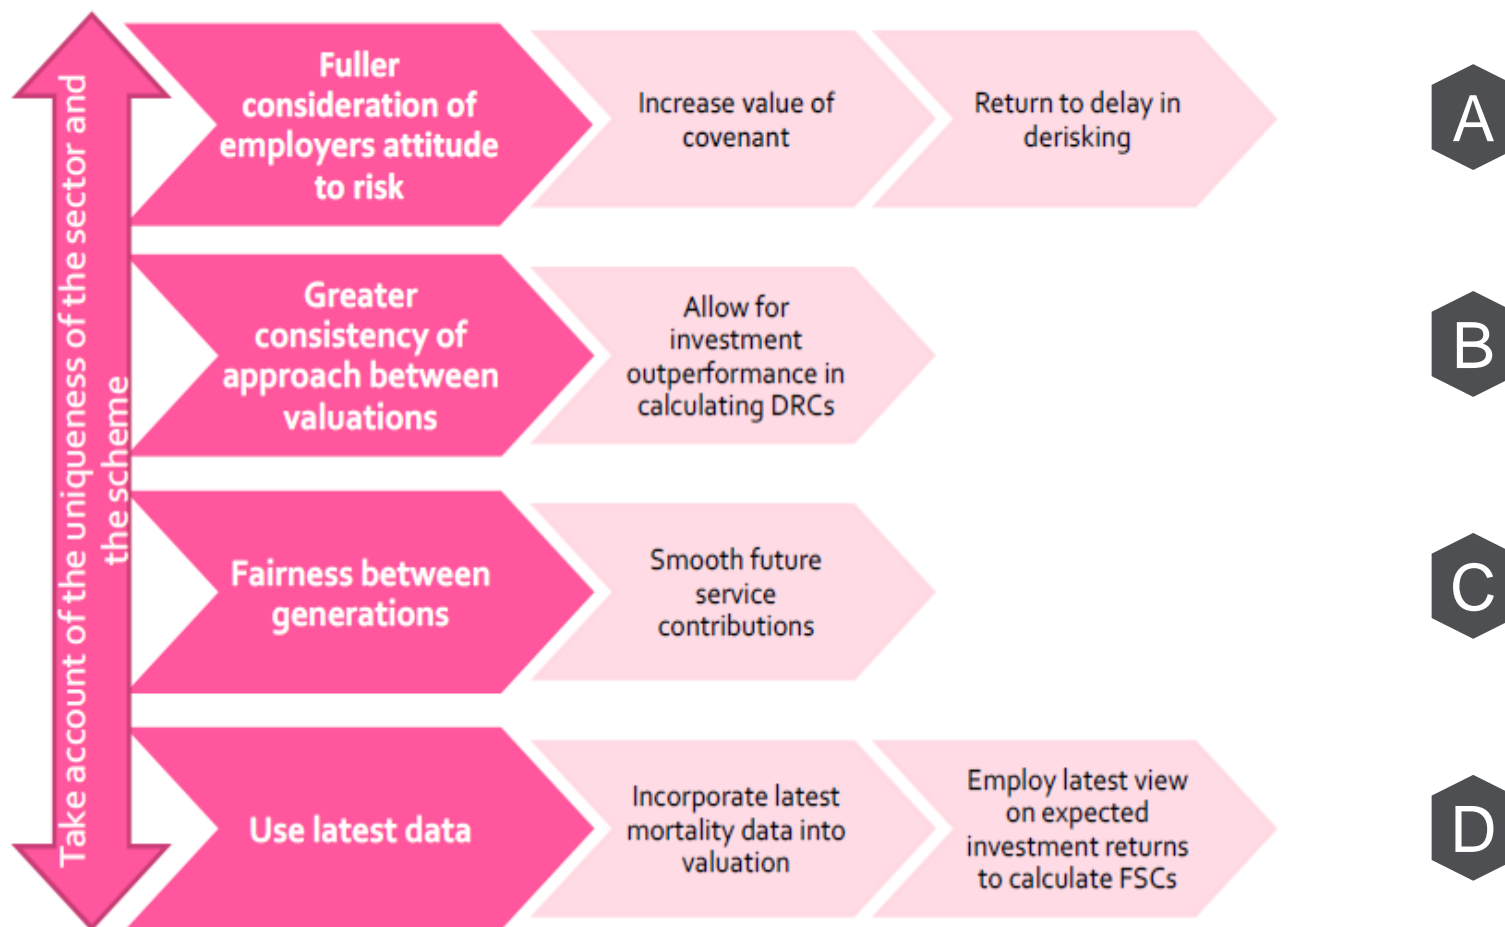 Take account of the uniqueness of the sector and
the scheme
Fuller
consideration of
employers attitude
to risk
Increase value of
covenant
Return to delay in
derisking
A
Greater
consistency of
approach between
valuations
Allow for
investment
outperformance in
calculating DRCs
B
Fairness between
generations
Smooth future
service
contributions
C
Use latest data
Incorporate latest
mortality data into
valuation
Employ latest view
on expected
investment returns
to calculate FSCs
D